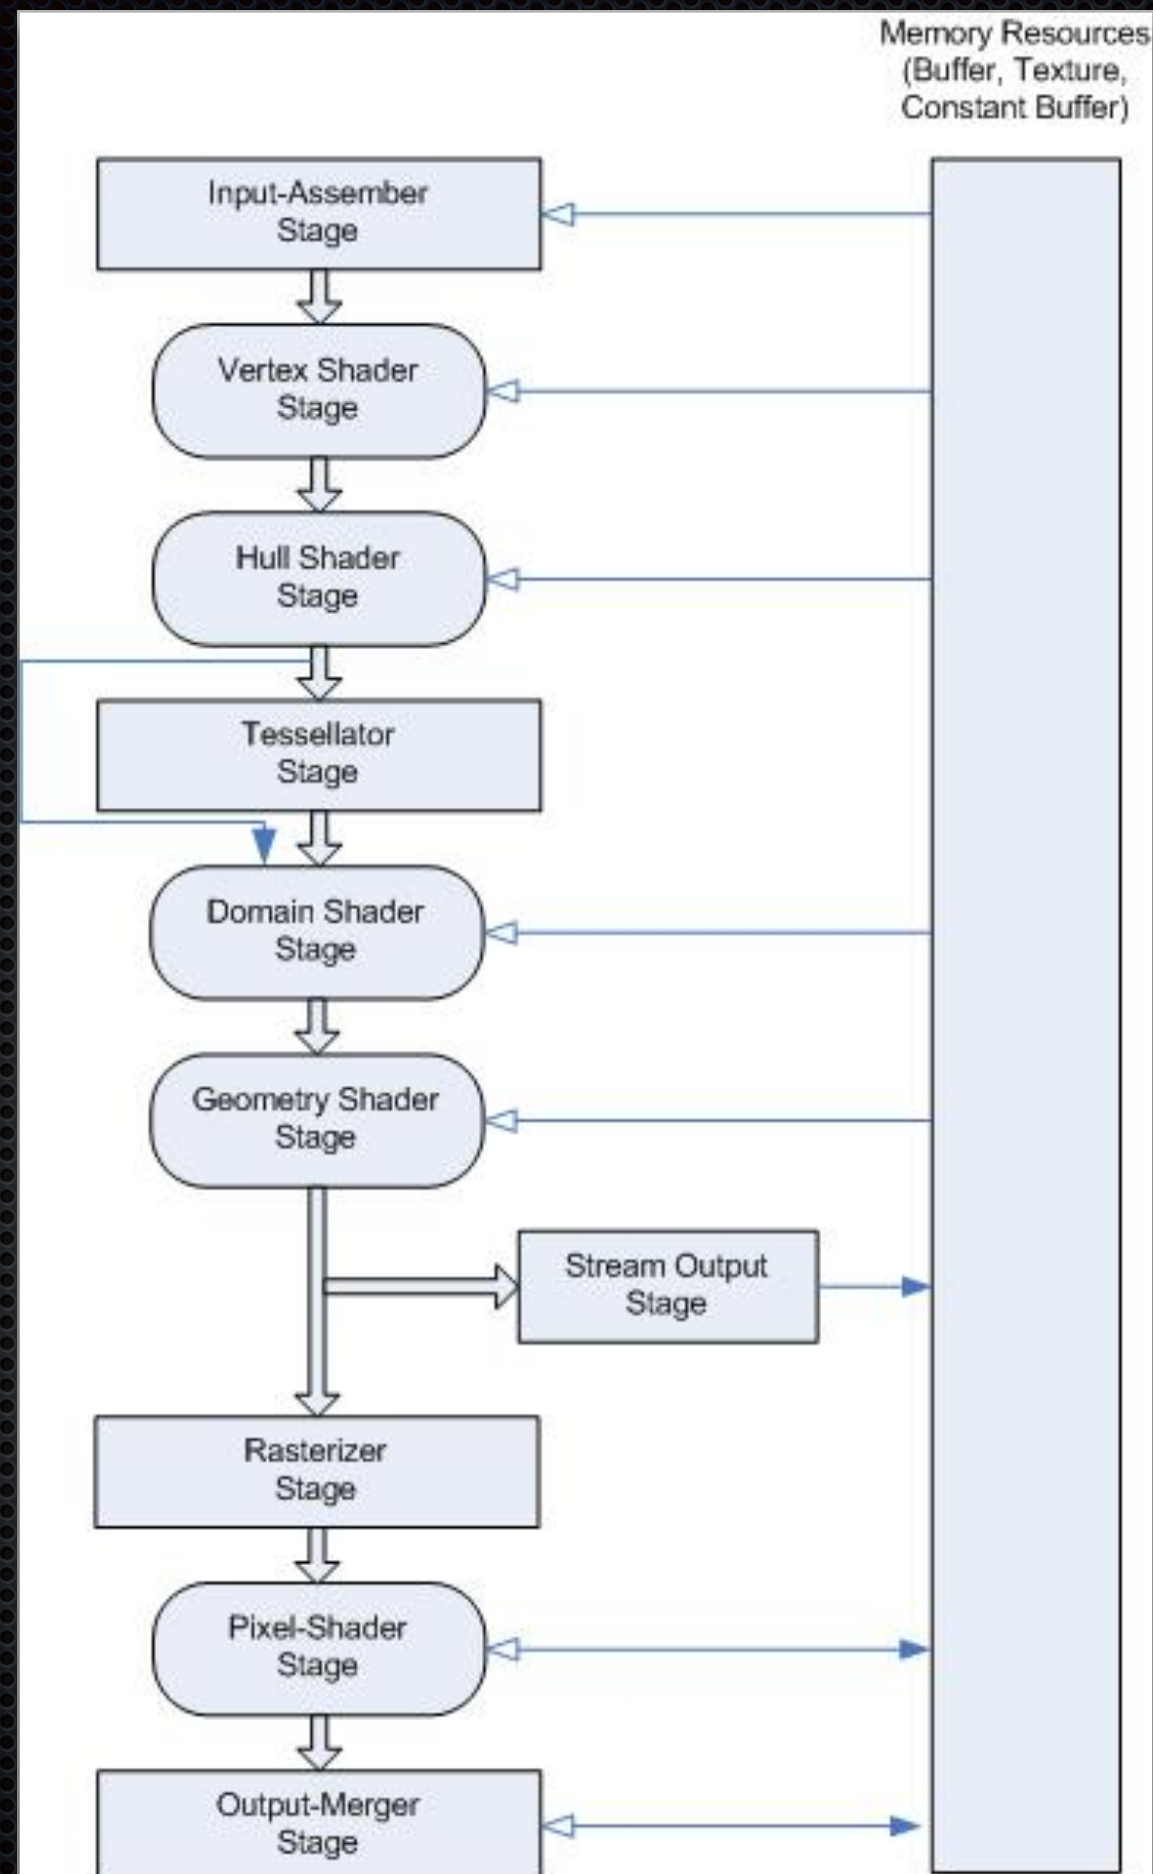 Memory Resources
(Buffer, Texture,
Constant Buffer)
Input-Assember
Stage
Vertex Shader
Stage
Hull Shader
Stage
Tessellator
Stage
Domain Shader
Stage
Geometry Shader
Stage
Stream Output
Stage
Rasterizer
Stage
Pixel-Shader
Stage
Output-Merger
Stage